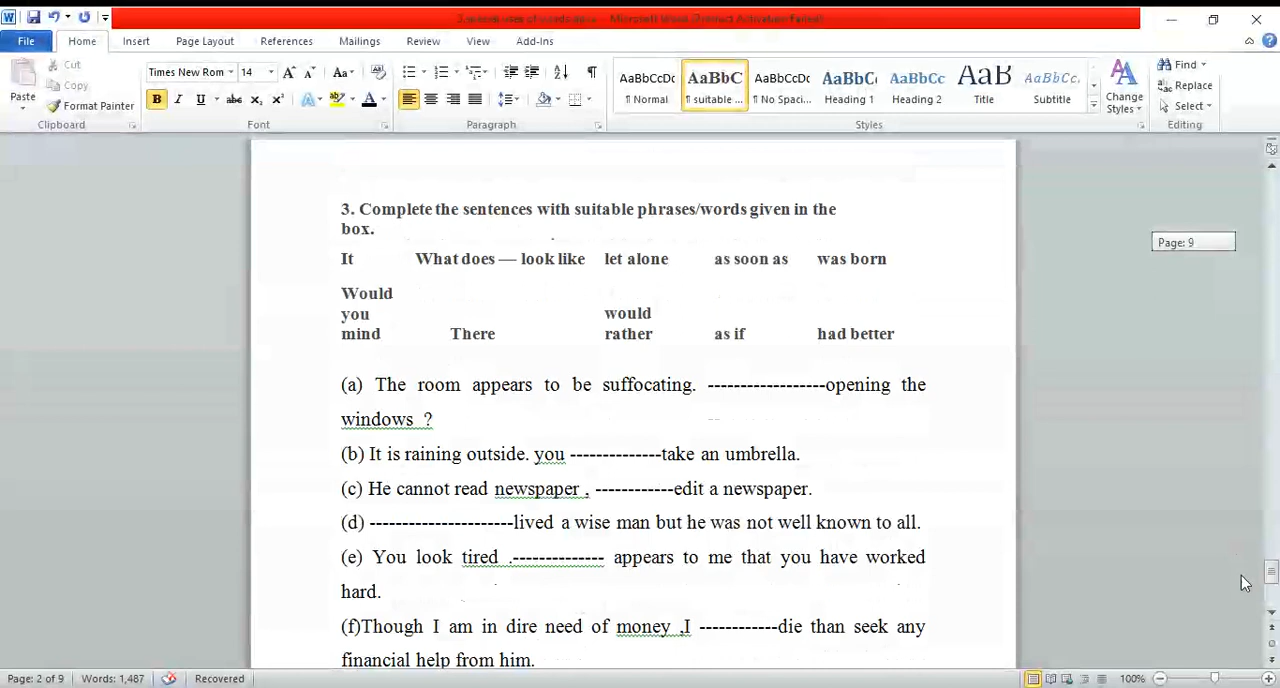 File Home Insert Page Layout References Mailings Review View Add-Ins
Paste
Cut
Copy
Format Painter
Clipboard
Times New Rom 14
Font
Paragraph
AaBbCcDc AaBbC AaBbCcDc AaBbC AaBbCc AaB AaBbCc.
¶ Normal ¶ suitable ... ¶ No Spaci... Heading 1 Heading 2 Title Subtitle
Change Styles
Styles
Find
Replace
Select
Editing
3. Complete the sentences with suitable phrases/words given in the
box.
It What does — look like let alone as soon as was born
Would
you would
mind There rather as if had better
(a) The room appears to be suffocating. ------------------opening the
windows ?
(b) It is raining outside. you --------------take an umbrella.
(c) He cannot read newspaper , ------------edit a newspaper.
(d) ----------------------lived a wise man but he was not well known to all.
(e) You look tired .-------------- appears to me that you have worked
hard.
(f)Though I am in dire need of money ,I ------------die than seek any
financial help from him.
Page: 9
Page: 2 of 9 Words: 1,487 Recovered 100%